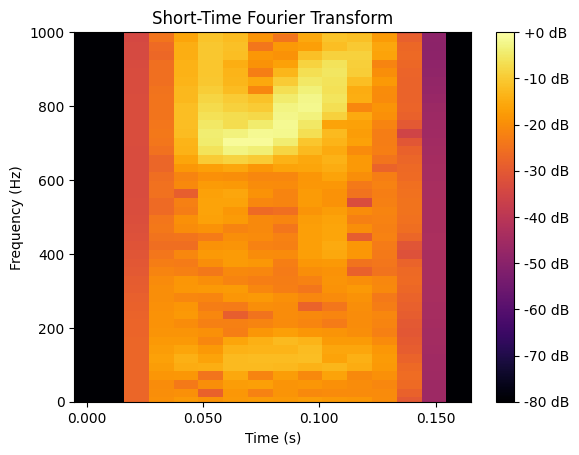 Short-Time Fourier Transform
1000
800
600
400
200
0
Frequency (Hz)
0.000
0.050
0.100
0.150
Time (s)
+0 dB
-10 dB
-20 dB
-30 dB
-40 dB
-50 dB
-60 dB
-70 dB
-80 dB